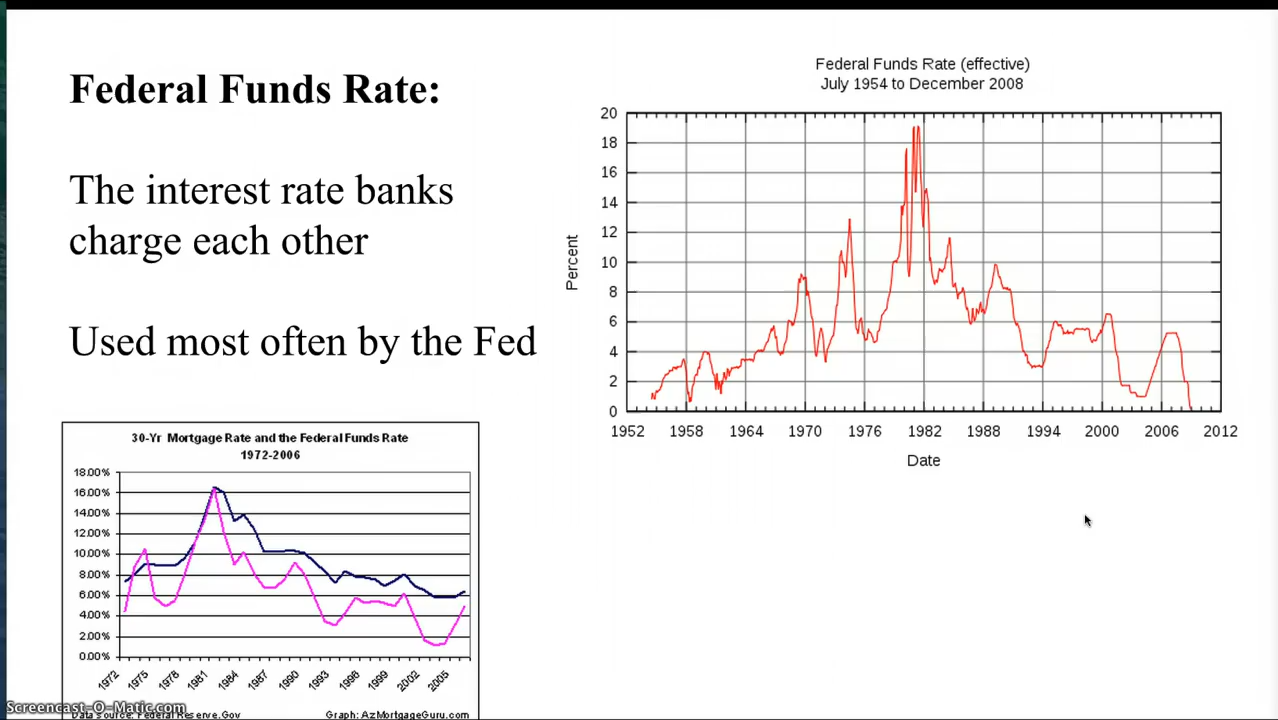 Federal Funds Rate:
The interest rate banks
charge each other
Used most often by the Fed
Federal Funds Rate (effective)
July 1954 to December 2008
Percent
20
18
16
14
12
10
8
6
4
2
0
1952 1958 1964 1970 1976 1982 1988 1994 2000 2006 2012
Date
30-Yr Mortgage Rate and the Federal Funds Rate
1972-2006
18.00%
16.00%
14.00%
12.00%
10.00%
8.00%
6.00%
4.00%
2.00%
0.00%
1972 1975 1978 1981 1984 1987 1990 1993 1996 1999 2002 2005
Data source: Federal Reserve.Gov Graph: AzMortgageGuru.com
Screencast-O-Matic.com